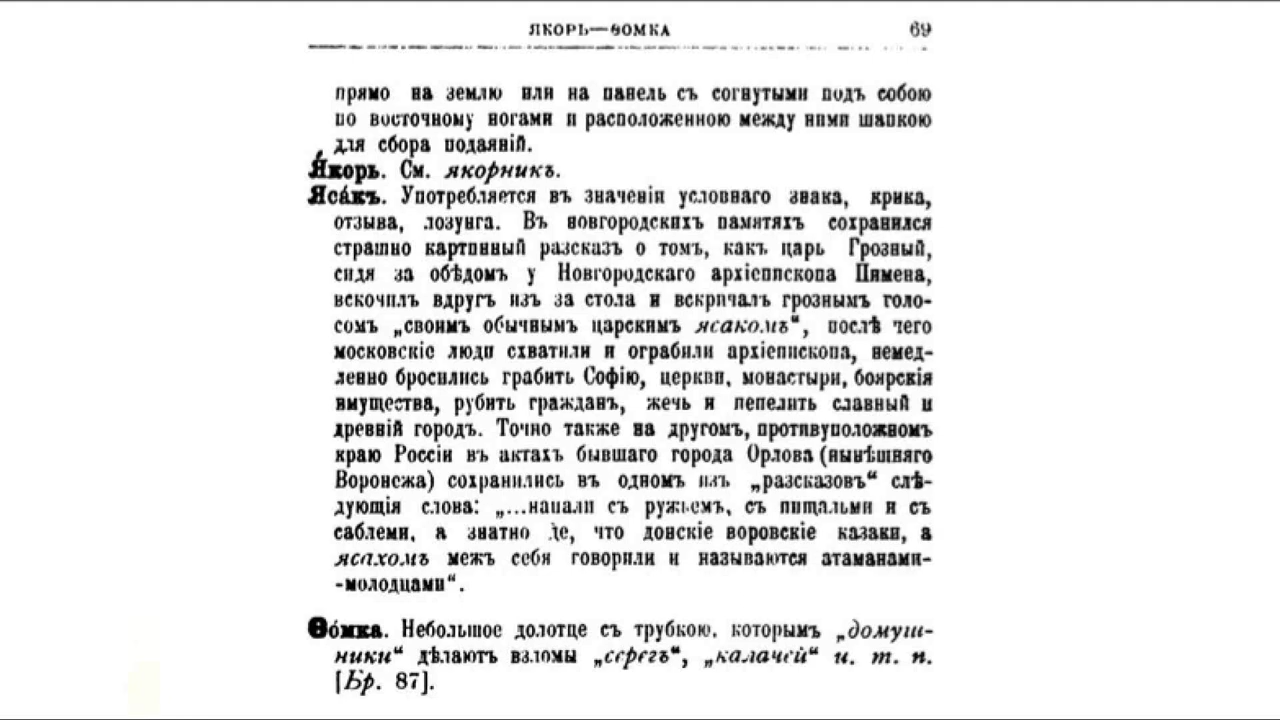 ЯКОРЬ—ѲОМКА 69
прямо на землю или на панель съ согнутыми подъ собою
по восточному ногами и расположенною между ними шапкою
для сбора подаяній.
Я́корь. См. якорникъ.
Яса́къ. Употребляется въ значеніи условнаго знака, крика,
отзыва, лозунга. Въ новгородскихъ памятяхъ сохранился
страшно картинный разсказъ о томъ, какъ царь Грозный,
сидя за обѣдомъ у Новгородскаго архіепископа Пимена,
вскочилъ вдругъ изъ за стола и вскричалъ грознымъ голо-
сомъ „своимъ обычнымъ царскимъ ясакомъ“, послѣ чего
московскіе люди схватили и ограбили архіепископа, немед-
ленно бросились грабить Софію, церкви, монастыри, боярскія
имущества, рубить гражданъ, жечь и пепелить славный и
древній городъ. Точно также на другомъ, противуположномъ
краю Россіи въ актахъ бывшаго города Орлова (нынѣшняго
Воронежа) сохранились въ одномъ изъ „разсказовъ“ слѣ-
дующія слова: „...напали съ ружьемъ, съ пищальми и съ
саблеми, а знатно де, что донскіе воровскіе казаки, а
ясахомъ межъ себя говорили и называются атаманами-
-молодцами“.
Ѳо́мка. Небольшое долотце съ трубкою, которымъ „домуш-
ники“ дѣлаютъ взломы „серегъ“, „калачей“ и. т. п.
[Бр. 87].